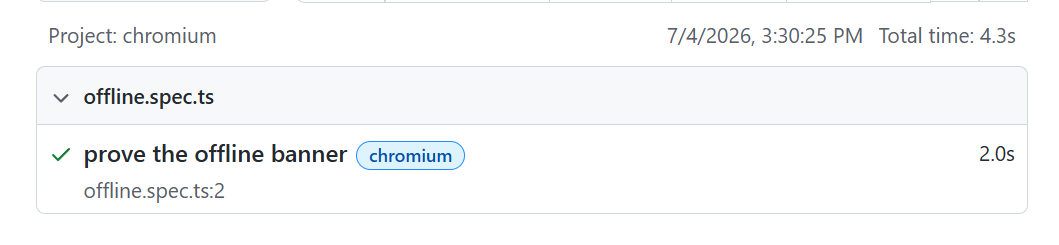 Project: chromium
7/4/2026, 3:30:25 PM Total time: 4.3s
offline.spec.ts
prove the offline banner chromium 2.0s
offline.spec.ts:2